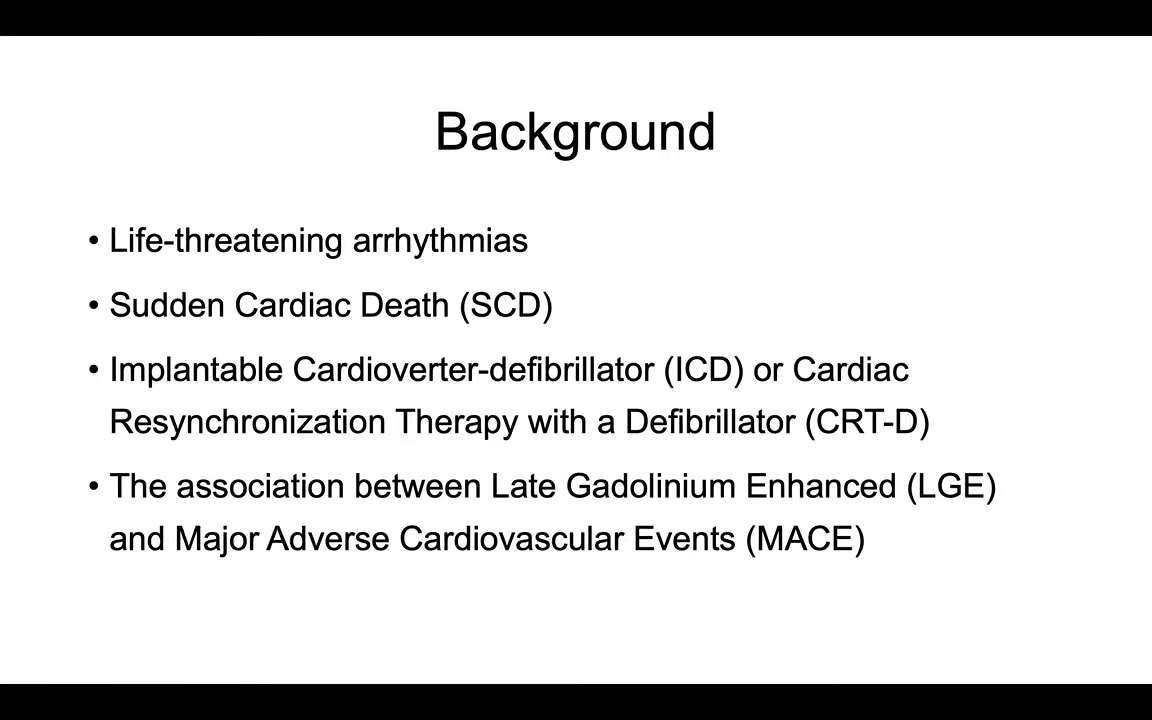 Background
• Life-threatening arrhythmias
• Sudden Cardiac Death (SCD)
• Implantable Cardioverter-defibrillator (ICD) or Cardiac
Resynchronization Therapy with a Defibrillator (CRT-D)
• The association between Late Gadolinium Enhanced (LGE)
and Major Adverse Cardiovascular Events (MACE)